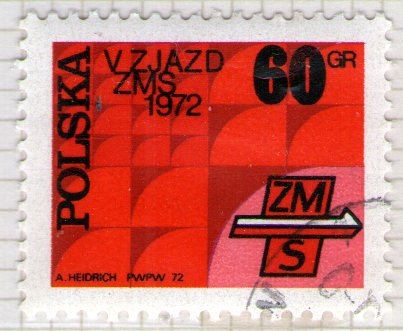 POLSKA
V ZJAZD
ZMS
1972
60 GR
ZM
S
A. HEIDRICH PWPW 72